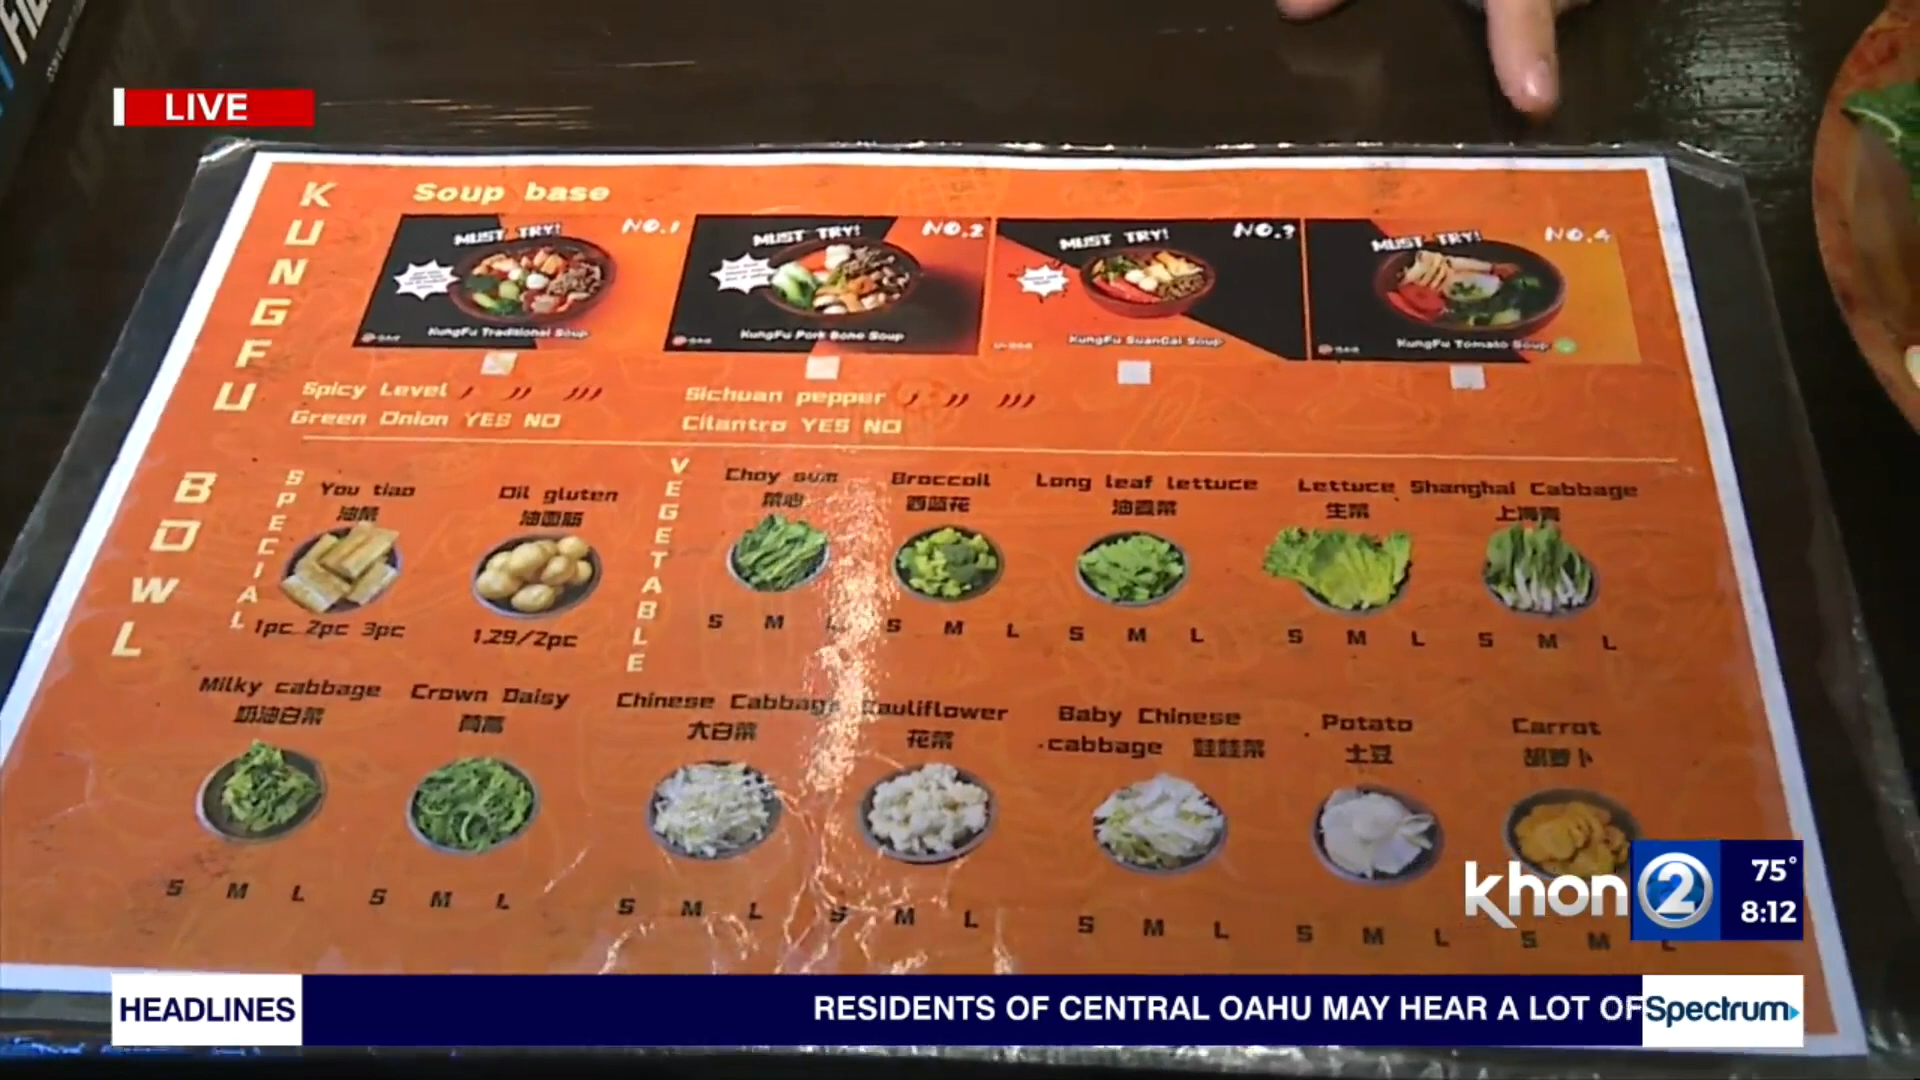 LIVE
KUNGFU
BOWL
Soup base
MUST TRY! NO.1
MUST TRY! NO.2
MUST TRY! NO.3
MUST TRY! NO.4
KungFu Traditional Soup
KungFu Pork Bone Soup
KungFu SuanCai Soup
KungFu Tomato Soup
Spicy Level
Sichuan pepper
Green Onion YES NO
Cilantro YES NO
SPECIAL
You tiao
油条
1pc 2pc 3pc
Oil gluten
油面筋
1.29/2pc
VEGETABLE
Choy sum
菜心
S M L
Broccoil
西蓝花
S M L
Long leaf lettuce
油麦菜
S M L
Lettuce
生菜
S M L
Shanghai Cabbage
上海青
S M L
Milky cabbage
奶油白菜
S M L
Crown Daisy
茼蒿
S M L
Chinese Cabbage
大白菜
S M L
Cauliflower
花菜
S M L
Baby Chinese
cabbage 娃娃菜
S M L
Potato
土豆
S M L
Carrot
胡萝卜
S M L
khon 2
75°
8:12
HEADLINES
RESIDENTS OF CENTRAL OAHU MAY HEAR A LOT OF
Spectrum